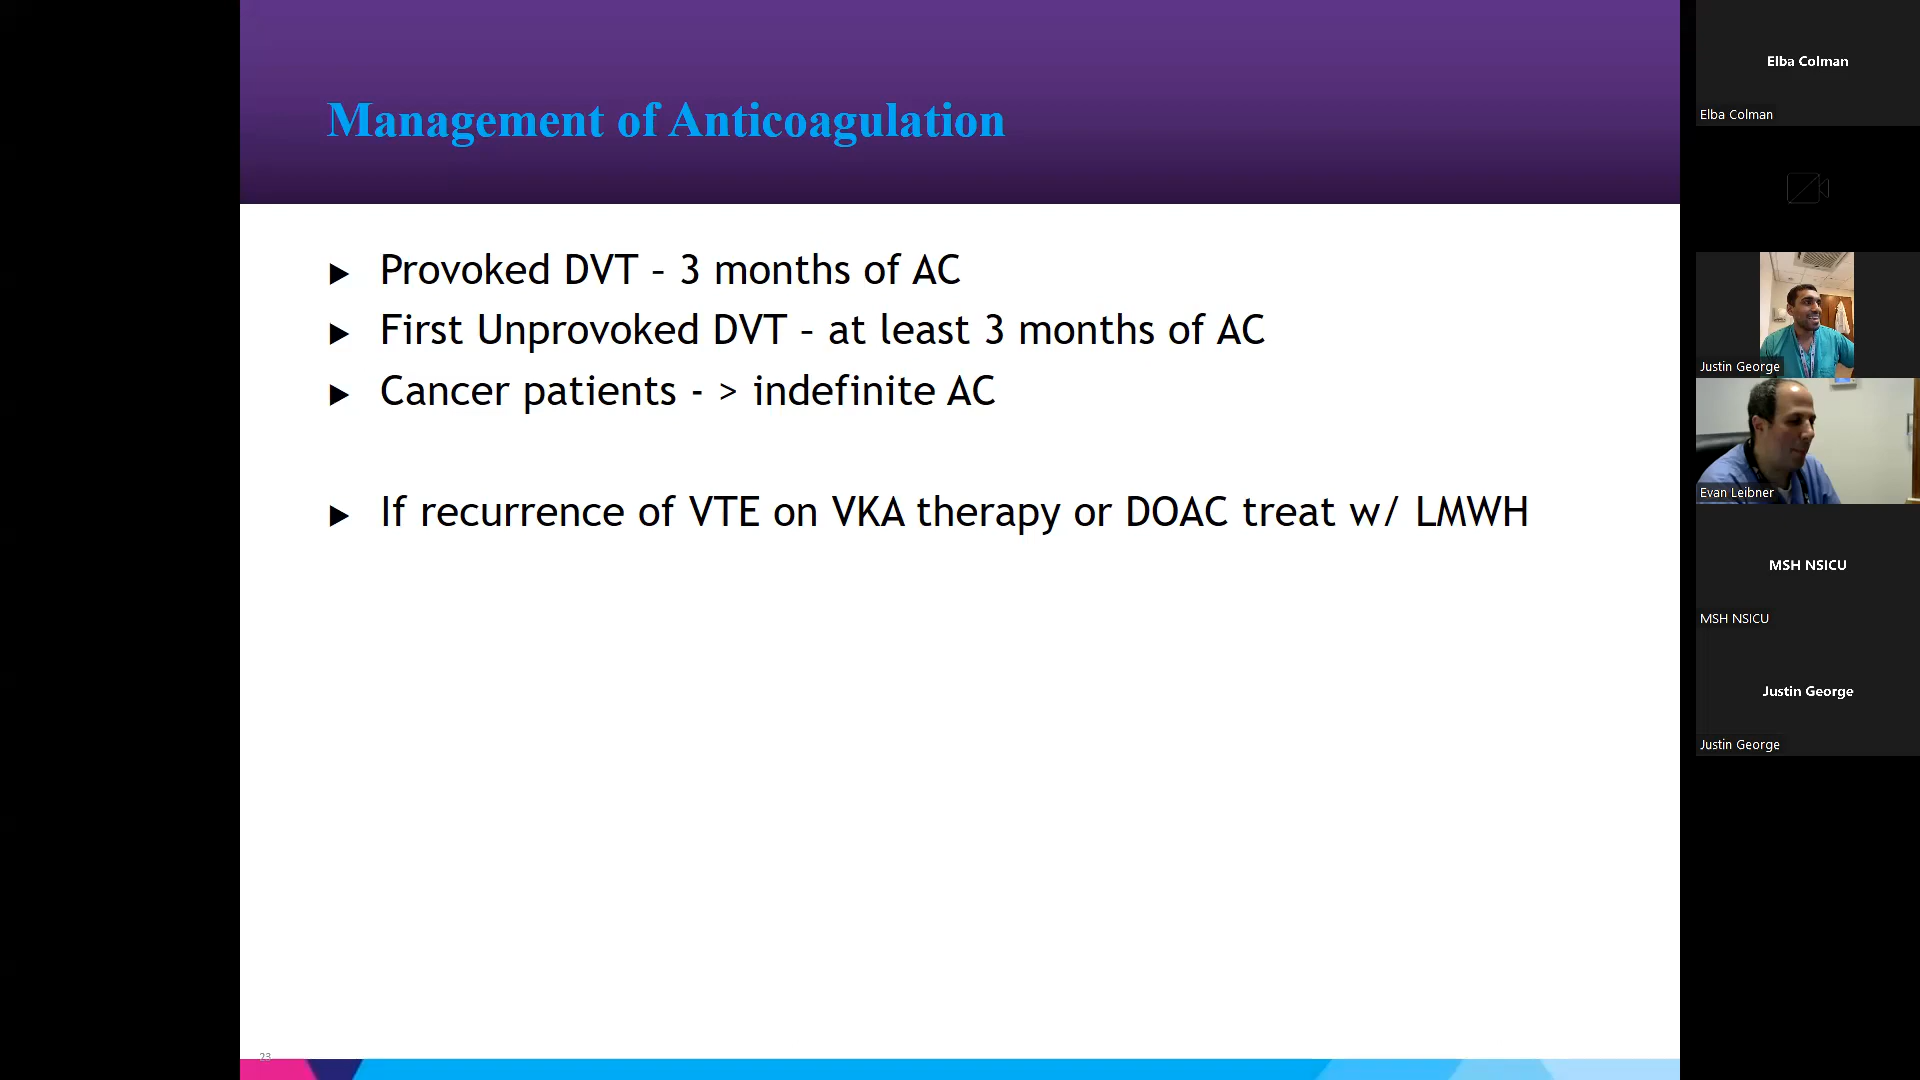 Management of Anticoagulation
► Provoked DVT – 3 months of AC
► First Unprovoked DVT – at least 3 months of AC
► Cancer patients - > indefinite AC
► If recurrence of VTE on VKA therapy or DOAC treat w/ LMWH
23
Elba Colman
Elba Colman
Justin George
Evan Leibner
MSH NSICU
MSH NSICU
Justin George
Justin George